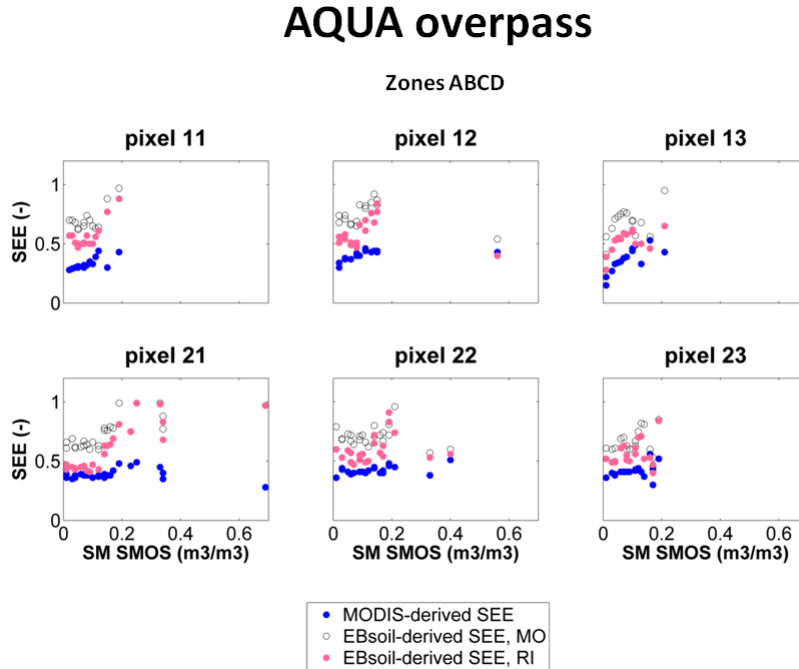 AQUA overpass
Zones ABCD
pixel 11
pixel 12
pixel 13
SEE (-)
1
0.5
0
pixel 21
pixel 22
pixel 23
SEE (-)
1
0.5
0
0 0.2 0.4 0.6
0 0.2 0.4 0.6
0 0.2 0.4 0.6
SM SMOS (m3/m3)
SM SMOS (m3/m3)
SM SMOS (m3/m3)
MODIS-derived SEE
EBsoil-derived SEE, MO
EBsoil-derived SEE, RI